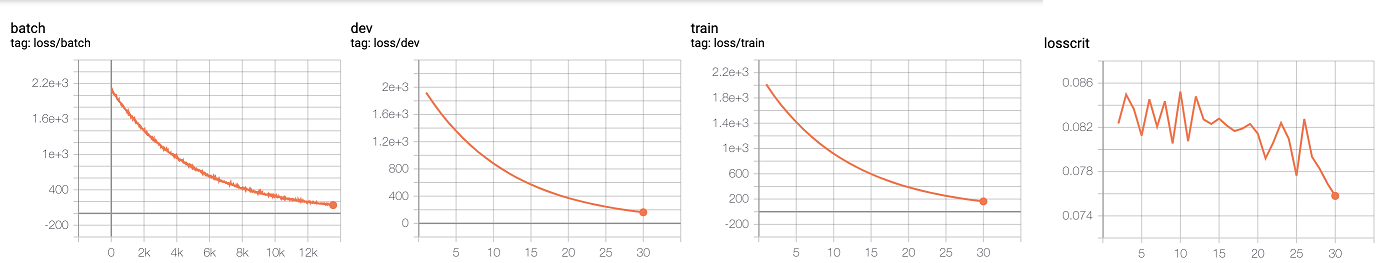 batch
tag: loss/batch
2.2e+3
1.6e+3
1e+3
400
-200
0 2k 4k 6k 8k 10k 12k
dev
tag: loss/dev
2e+3
1.6e+3
1.2e+3
800
400
0
5 10 15 20 25 30
train
tag: loss/train
2.2e+3
1.8e+3
1.4e+3
1e+3
600
200
-200
5 10 15 20 25 30
losscrit
0.086
0.082
0.078
0.074
5 10 15 20 25 30